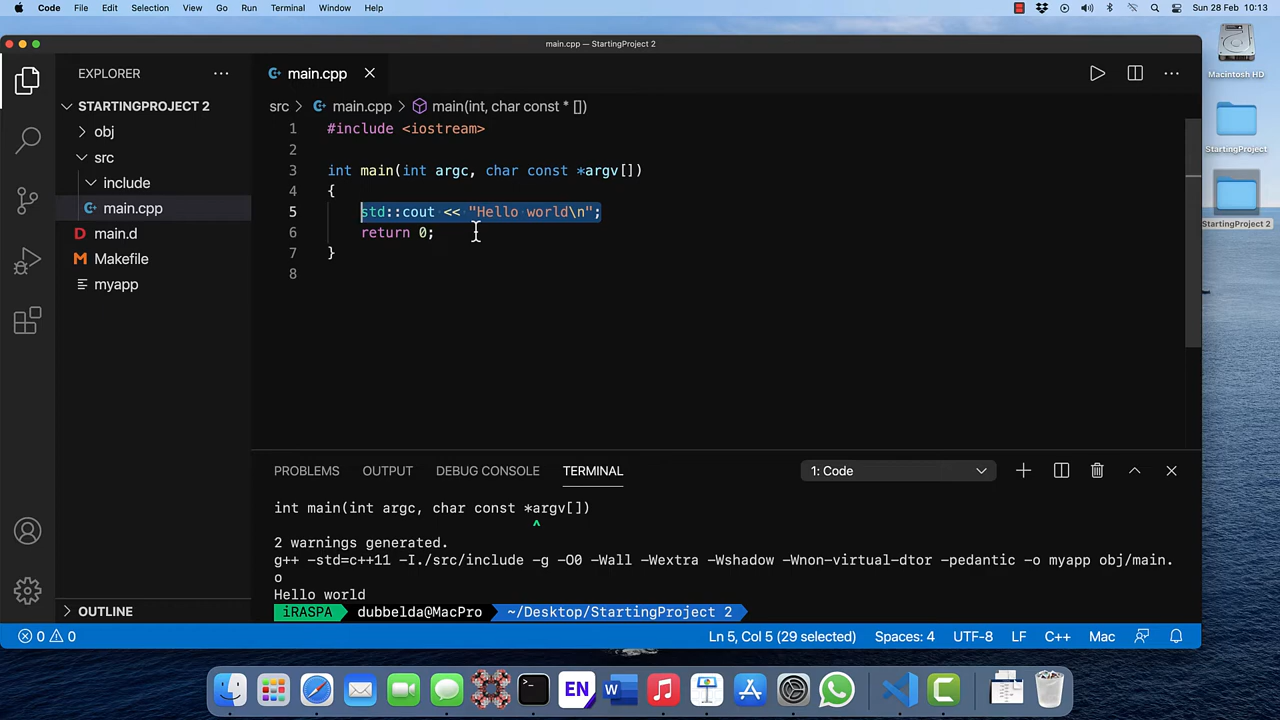 Code File Edit Selection View Go Run Terminal Window Help Sun 28 Feb 10:13
main.cpp — StartingProject 2
EXPLORER
main.cpp
Macintosh HD
STARTINGPROJECT 2
src > main.cpp > main(int, char const * [])
obj
1 #include <iostream>
src
2
StartingProject
include
3 int main(int argc, char const *argv[])
4 {
main.cpp
5 std::cout << "Hello world\n";
StartingProject 2
main.d
6 return 0;
Makefile
7 }
myapp
8
PROBLEMS OUTPUT DEBUG CONSOLE TERMINAL 1: Code
int main(int argc, char const *argv[])
^
2 warnings generated.
g++ -std=c++11 -I./src/include -g -O0 -Wall -Wextra -Wshadow -Wnon-virtual-dtor -pedantic -o myapp obj/main.
o
Hello world
iRASPA dubbelda@MacPro ~/Desktop/StartingProject 2
OUTLINE
0 0 Ln 5, Col 5 (29 selected) Spaces: 4 UTF-8 LF C++ Mac
EN